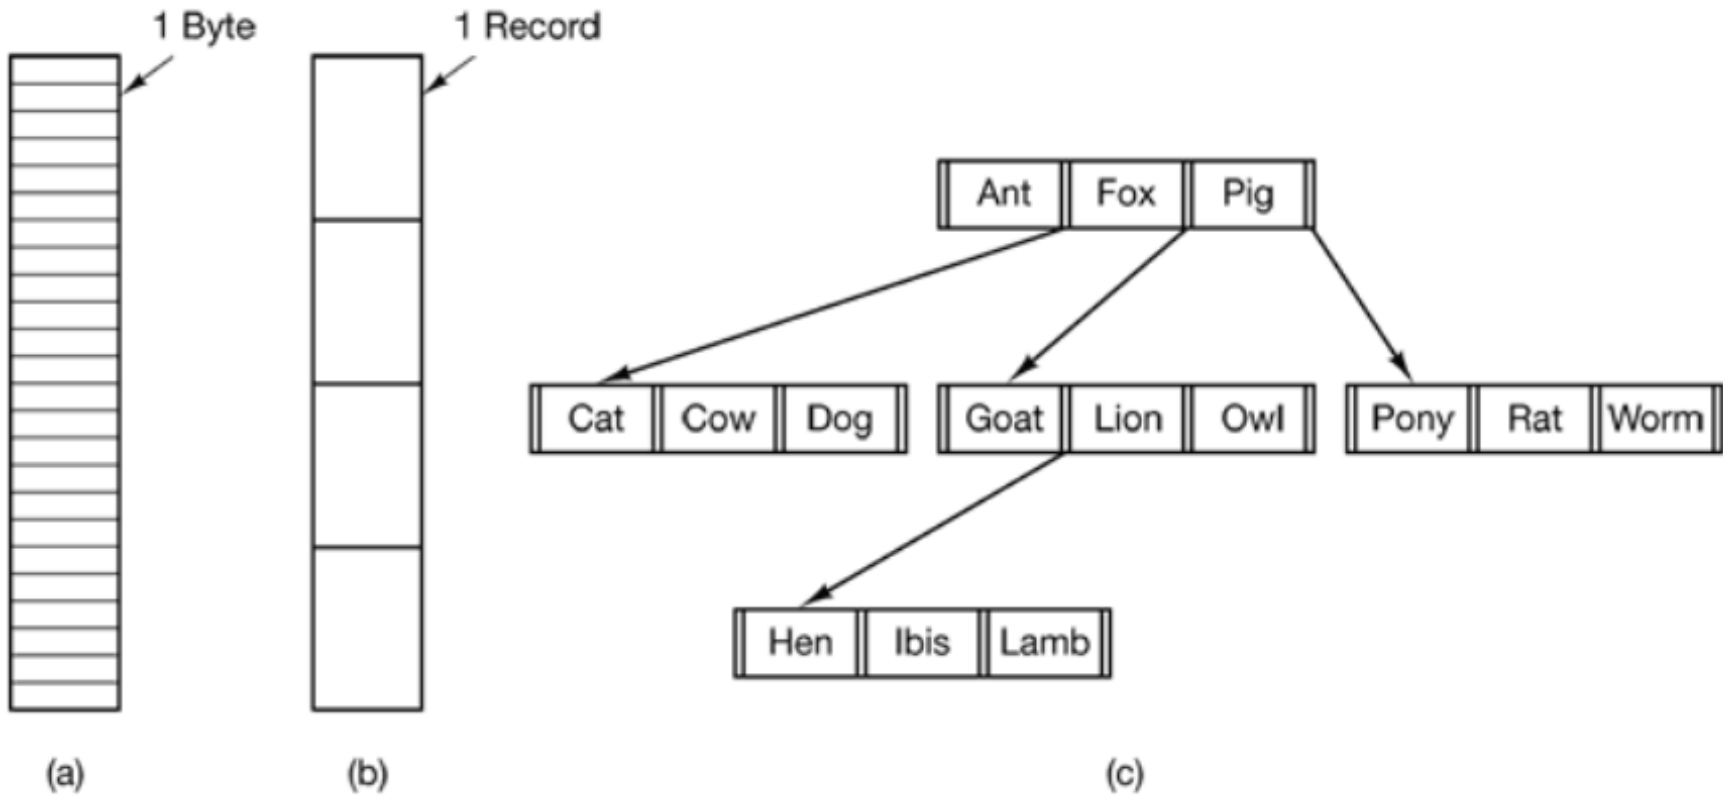 1 Byte
1 Record
Ant Fox Pig
Cat Cow Dog
Goat Lion Owl
Pony Rat Worm
Hen Ibis Lamb
(a)
(b)
(c)